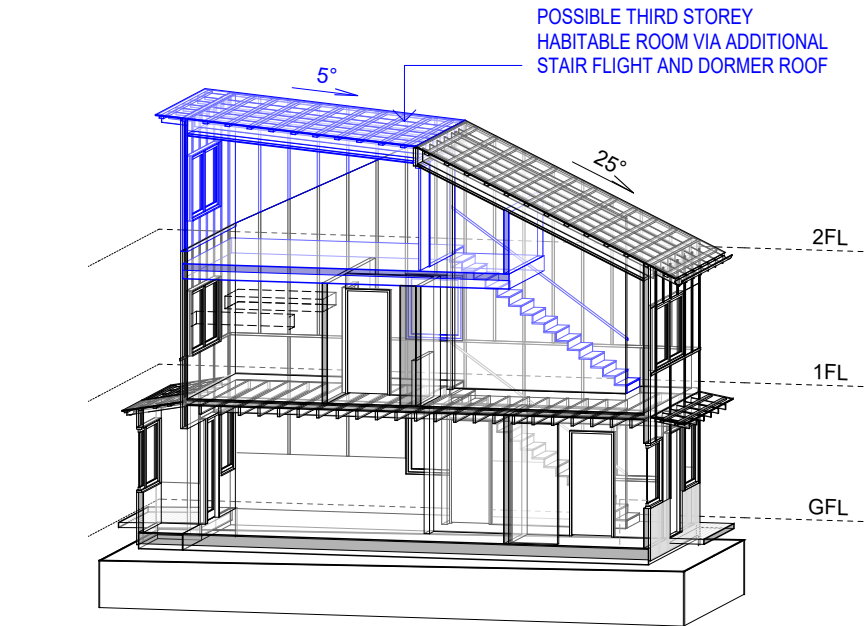 POSSIBLE THIRD STOREY
HABITABLE ROOM VIA ADDITIONAL
STAIR FLIGHT AND DORMER ROOF
5°
25°
2FL
1FL
GFL